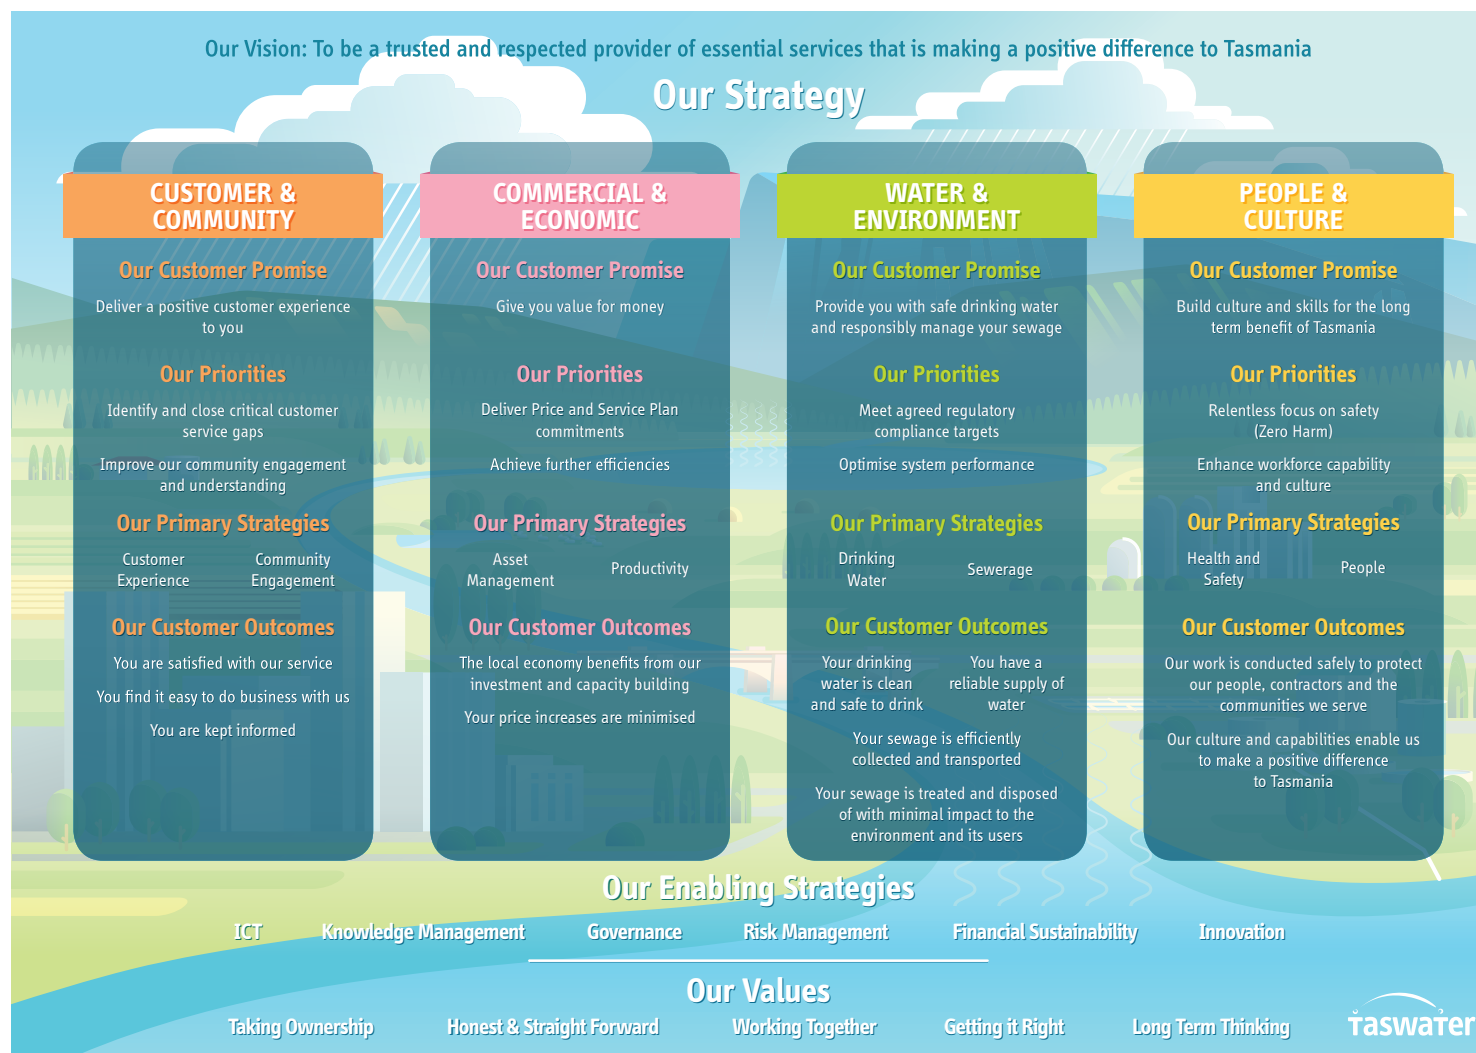 Our Vision: To be a trusted and respected provider of essential services that is making a positive difference to Tasmania
Our Strategy
CUSTOMER &
COMMUNITY
Our Customer Promise
Deliver a positive customer experience
to you
Our Priorities
Identify and close critical customer
service gaps
Improve our community engagement
and understanding
Our Primary Strategies
Customer
Experience
Community
Engagement
Our Customer Outcomes
You are satisfied with our service
You find it easy to do business with us
You are kept informed
COMMERCIAL &
ECONOMIC
Our Customer Promise
Give you value for money
Our Priorities
Deliver Price and Service Plan
commitments
Achieve further efficiencies
Our Primary Strategies
Asset
Management
Productivity
Our Customer Outcomes
The local economy benefits from our
investment and capacity building
Your price increases are minimised
WATER &
ENVIRONMENT
Our Customer Promise
Provide you with safe drinking water
and responsibly manage your sewage
Our Priorities
Meet agreed regulatory
compliance targets
Optimise system performance
Our Primary Strategies
Drinking
Water
Sewerage
Our Customer Outcomes
Your drinking
water is clean
and safe to drink
You have a
reliable supply of
water
Your sewage is efficiently
collected and transported
Your sewage is treated and disposed
of with minimal impact to the
environment and its users
PEOPLE &
CULTURE
Our Customer Promise
Build culture and skills for the long
term benefit of Tasmania
Our Priorities
Relentless focus on safety
(Zero Harm)
Enhance workforce capability
and culture
Our Primary Strategies
Health and
Safety
People
Our Customer Outcomes
Our work is conducted safely to protect
our people, contractors and the
communities we serve
Our culture and capabilities enable us
to make a positive difference
to Tasmania
Our Enabling Strategies
ICT
Knowledge Management
Governance
Risk Management
Financial Sustainability
Innovation
Our Values
Taking Ownership
Honest & Straight Forward
Working Together
Getting it Right
Long Term Thinking
taswater